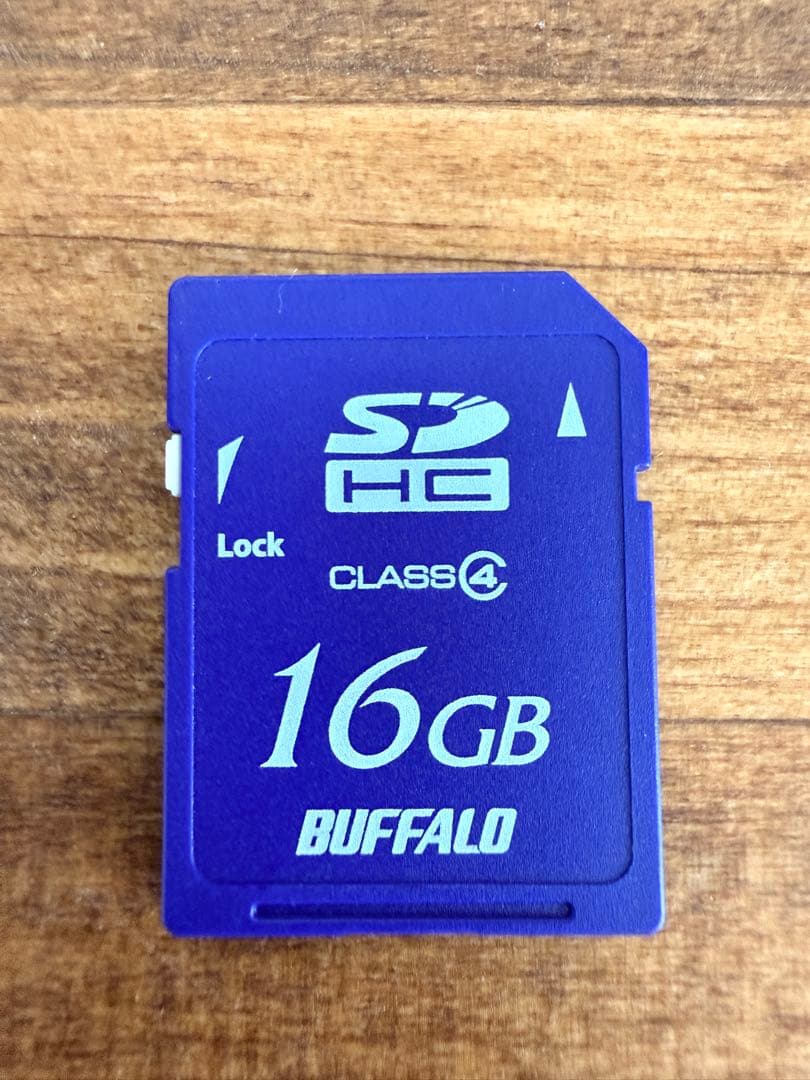 SD
HC
Lock
CLASS4
16GB
BUFFALO